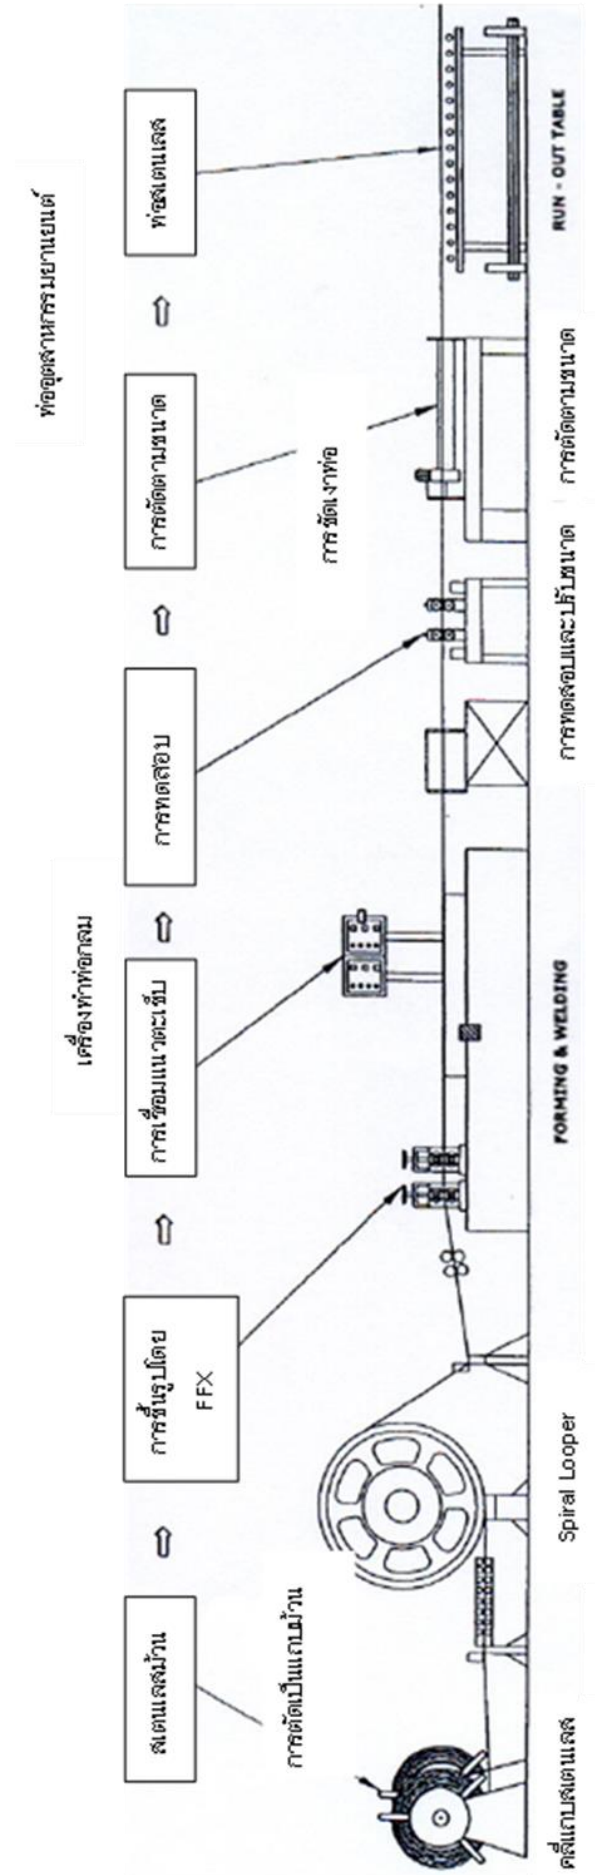 ท่ออุตสาหกรรมยานยนต์
เครื่องทำท่อกลม
สเตนเลสม้วน
การขึ้นรูปโดย
FFX
การเชื่อมแนวตะเข็บ
การทดสอบ
การตัดตามขนาด
ท่อสเตนเลส
การตัดเป็นแถบม้วน
การขัดเงาท่อ
คลี่แถบสเตนเลส
Spiral Looper
FORMING & WELDING
การทดสอบและปรับขนาด
การตัดตามขนาด
RUN - OUT TABLE